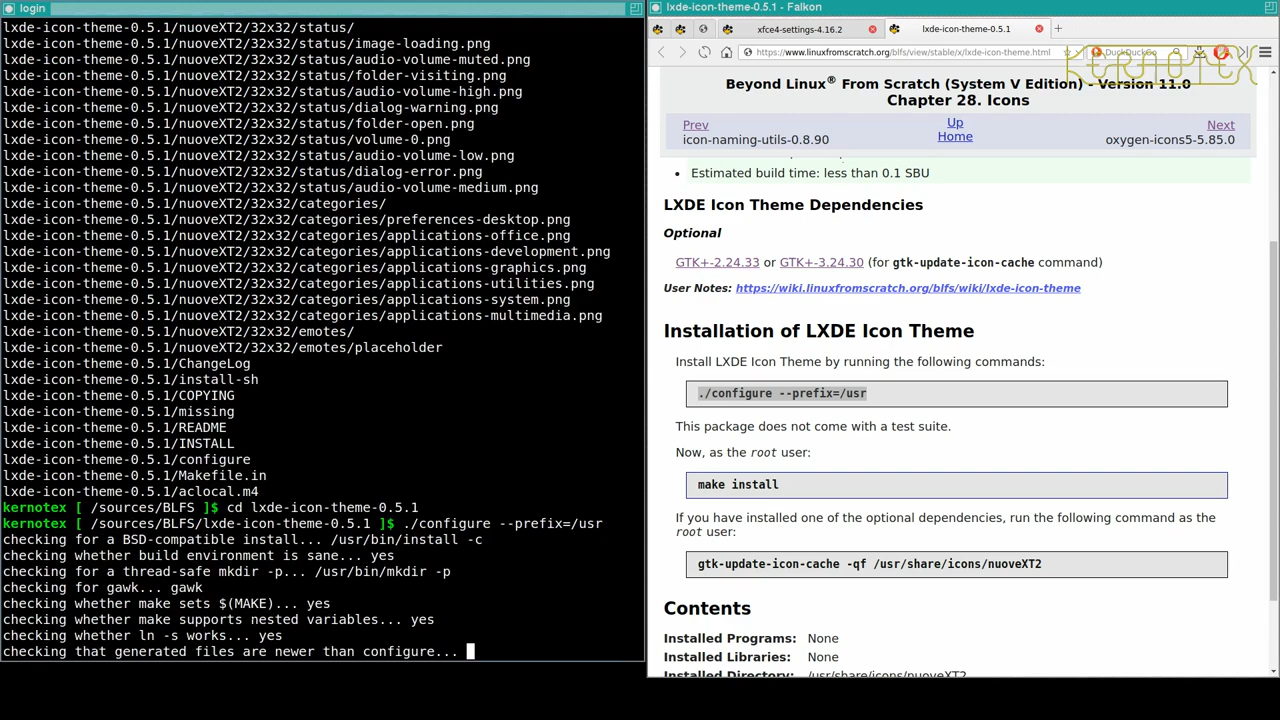 login
lxde-icon-theme-0.5.1/nuoveXT2/32x32/status/
lxde-icon-theme-0.5.1/nuoveXT2/32x32/status/image-loading.png
lxde-icon-theme-0.5.1/nuoveXT2/32x32/status/audio-volume-muted.png
lxde-icon-theme-0.5.1/nuoveXT2/32x32/status/folder-visiting.png
lxde-icon-theme-0.5.1/nuoveXT2/32x32/status/audio-volume-high.png
lxde-icon-theme-0.5.1/nuoveXT2/32x32/status/dialog-warning.png
lxde-icon-theme-0.5.1/nuoveXT2/32x32/status/folder-open.png
lxde-icon-theme-0.5.1/nuoveXT2/32x32/status/volume-0.png
lxde-icon-theme-0.5.1/nuoveXT2/32x32/status/audio-volume-low.png
lxde-icon-theme-0.5.1/nuoveXT2/32x32/status/dialog-error.png
lxde-icon-theme-0.5.1/nuoveXT2/32x32/status/audio-volume-medium.png
lxde-icon-theme-0.5.1/nuoveXT2/32x32/categories/
lxde-icon-theme-0.5.1/nuoveXT2/32x32/categories/preferences-desktop.png
lxde-icon-theme-0.5.1/nuoveXT2/32x32/categories/applications-office.png
lxde-icon-theme-0.5.1/nuoveXT2/32x32/categories/applications-development.png
lxde-icon-theme-0.5.1/nuoveXT2/32x32/categories/applications-graphics.png
lxde-icon-theme-0.5.1/nuoveXT2/32x32/categories/applications-utilities.png
lxde-icon-theme-0.5.1/nuoveXT2/32x32/categories/applications-system.png
lxde-icon-theme-0.5.1/nuoveXT2/32x32/categories/applications-multimedia.png
lxde-icon-theme-0.5.1/nuoveXT2/32x32/emotes/
lxde-icon-theme-0.5.1/nuoveXT2/32x32/emotes/placeholder
lxde-icon-theme-0.5.1/ChangeLog
lxde-icon-theme-0.5.1/install-sh
lxde-icon-theme-0.5.1/COPYING
lxde-icon-theme-0.5.1/missing
lxde-icon-theme-0.5.1/README
lxde-icon-theme-0.5.1/INSTALL
lxde-icon-theme-0.5.1/configure
lxde-icon-theme-0.5.1/Makefile.in
lxde-icon-theme-0.5.1/aclocal.m4
kernotex [ /sources/BLFS ]$ cd lxde-icon-theme-0.5.1
kernotex [ /sources/BLFS/lxde-icon-theme-0.5.1 ]$ ./configure --prefix=/usr
checking for a BSD-compatible install... /usr/bin/install -c
checking whether build environment is sane... yes
checking for a thread-safe mkdir -p... /usr/bin/mkdir -p
checking for gawk... gawk
checking whether make sets $(MAKE)... yes
checking whether make supports nested variables... yes
checking whether ln -s works... yes
checking that generated files are newer than configure...
lxde-icon-theme-0.5.1 - Falkon
xfce4-settings-4.16.2
lxde-icon-theme-0.5.1
https://www.linuxfromscratch.org/blfs/view/stable/x/lxde-icon-theme.html
DuckDuckGo
KERNOTEX
Beyond Linux® From Scratch (System V Edition) - Version 11.0
Chapter 28. Icons
Prev
Up
Next
icon-naming-utils-0.8.90
Home
oxygen-icons5-5.85.0
• Estimated build time: less than 0.1 SBU
LXDE Icon Theme Dependencies
Optional
GTK+-2.24.33 or GTK+-3.24.30 (for gtk-update-icon-cache command)
User Notes: https://wiki.linuxfromscratch.org/blfs/wiki/lxde-icon-theme
Installation of LXDE Icon Theme
Install LXDE Icon Theme by running the following commands:
./configure --prefix=/usr
This package does not come with a test suite.
Now, as the root user:
make install
If you have installed one of the optional dependencies, run the following command as the
root user:
gtk-update-icon-cache -qf /usr/share/icons/nuoveXT2
Contents
Installed Programs: None
Installed Libraries: None
Installed Directory: /usr/share/icons/nuoveXT2